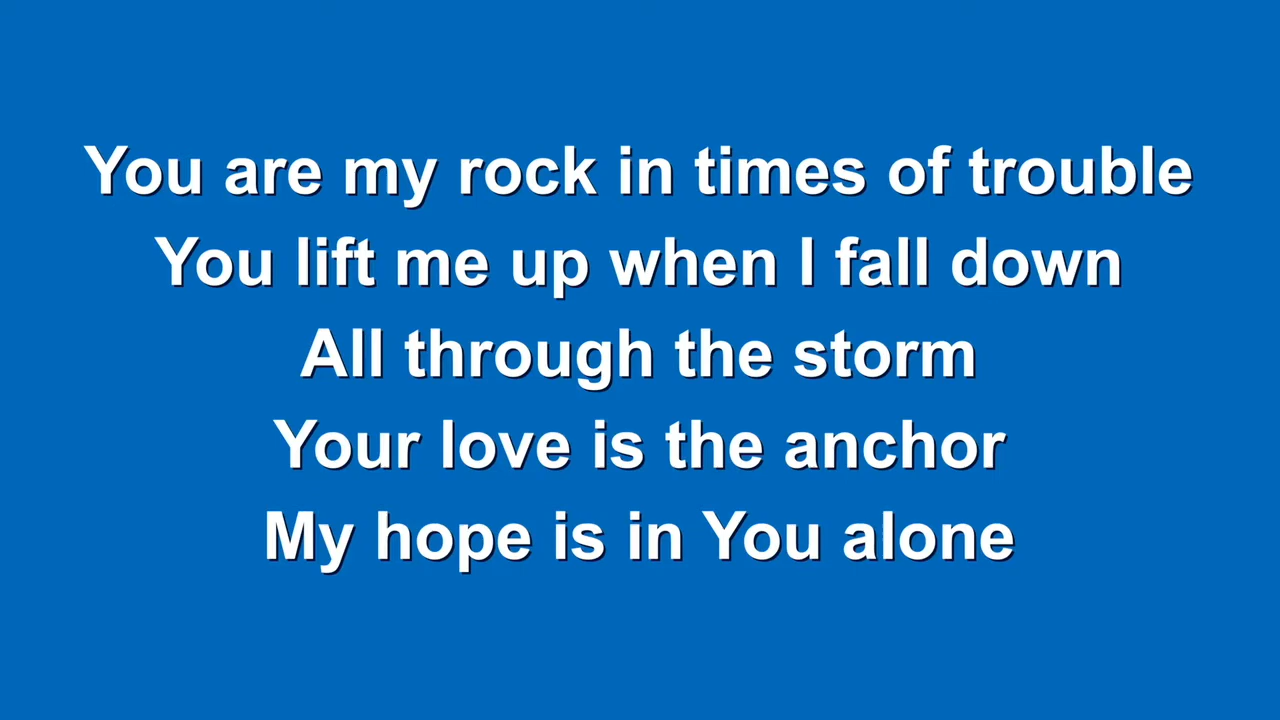 You are my rock in times of trouble
You lift me up when I fall down
All through the storm
Your love is the anchor
My hope is in You alone